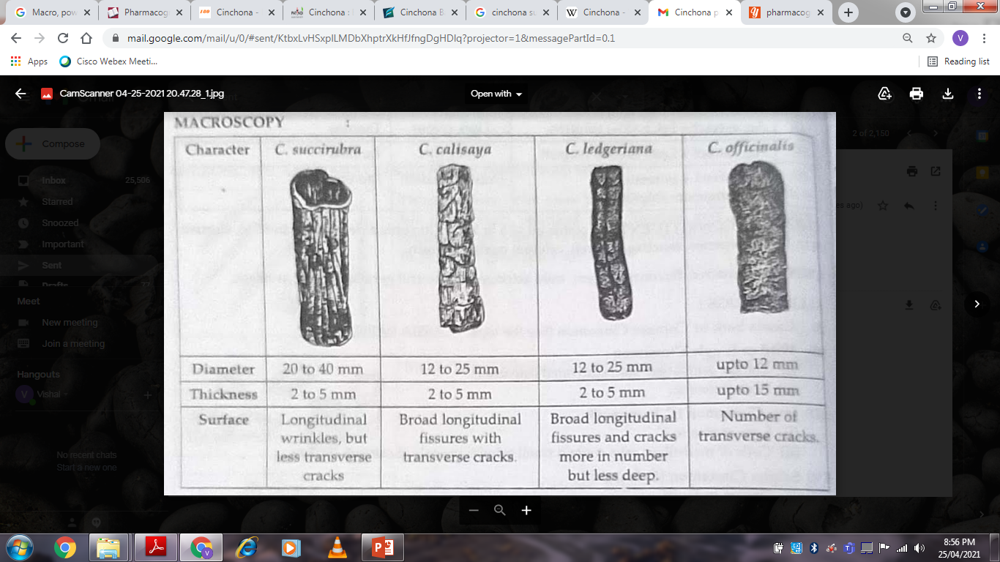 Macro, pow
Pharmacog
Cinchona -
Cinchona :
Cinchona B
cinchona su
Cinchona -
Cinchona p
pharmacog
mail.google.com/mail/u/0/#sent/KtbxLvHSxplLMDbXhptrXkHfJfngDgHDlq?projector=1&messagePartId=0.1
V
Apps
Cisco Webex Meeti...
Reading list
CamScanner 04-25-2021 20.47.28_1.jpg
Open with
Compose
2 of 2,150
Inbox 25,506
Starred
Snoozed
es ago)
Important
Sent
Drafts 77
Meet
New meeting
Join a meeting
Hangouts
V Vishal
No recent chats
Start a new one
MACROSCOPY :
Character C. succirubra C. calisaya C. ledgeriana C. officinalis
Diameter 20 to 40 mm 12 to 25 mm 12 to 25 mm upto 12 mm
Thickness 2 to 5 mm 2 to 5 mm 2 to 5 mm upto 15 mm
Surface Longitudinal Broad longitudinal Broad longitudinal Number of
wrinkles, but fissures with fissures and cracks transverse cracks.
less transverse transverse cracks. more in number
cracks but less deep.
8:56 PM
25/04/2021